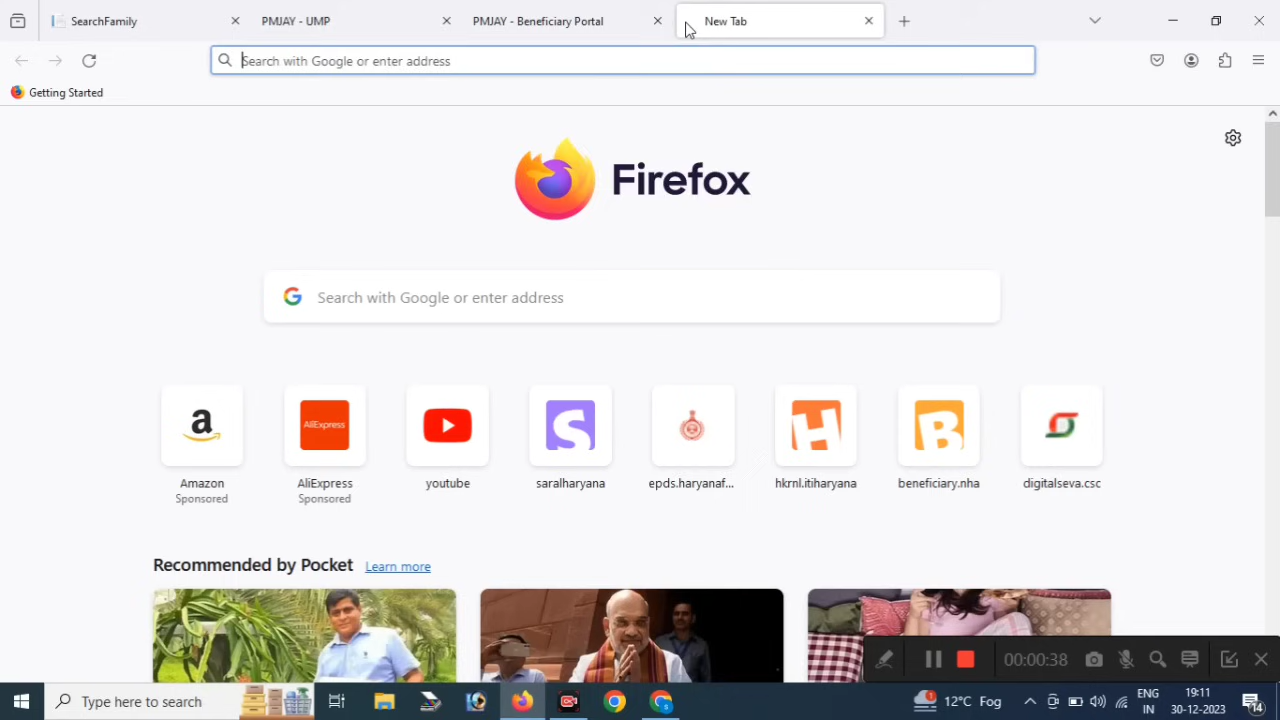 SearchFamily
PMJAY - UMP
PMJAY - Beneficiary Portal
New Tab
Search with Google or enter address
Getting Started
Firefox
Search with Google or enter address
a
AliExpress
S
H
B
Amazon
Sponsored
AliExpress
Sponsored
youtube
saralharyana
epds.haryanaf...
hkrnl.itiharyana
beneficiary.nha
digitalseva.csc
Recommended by Pocket Learn more
00:00:38
Type here to search
1
12°C Fog
ENG
IN
19:11
30-12-2023
14